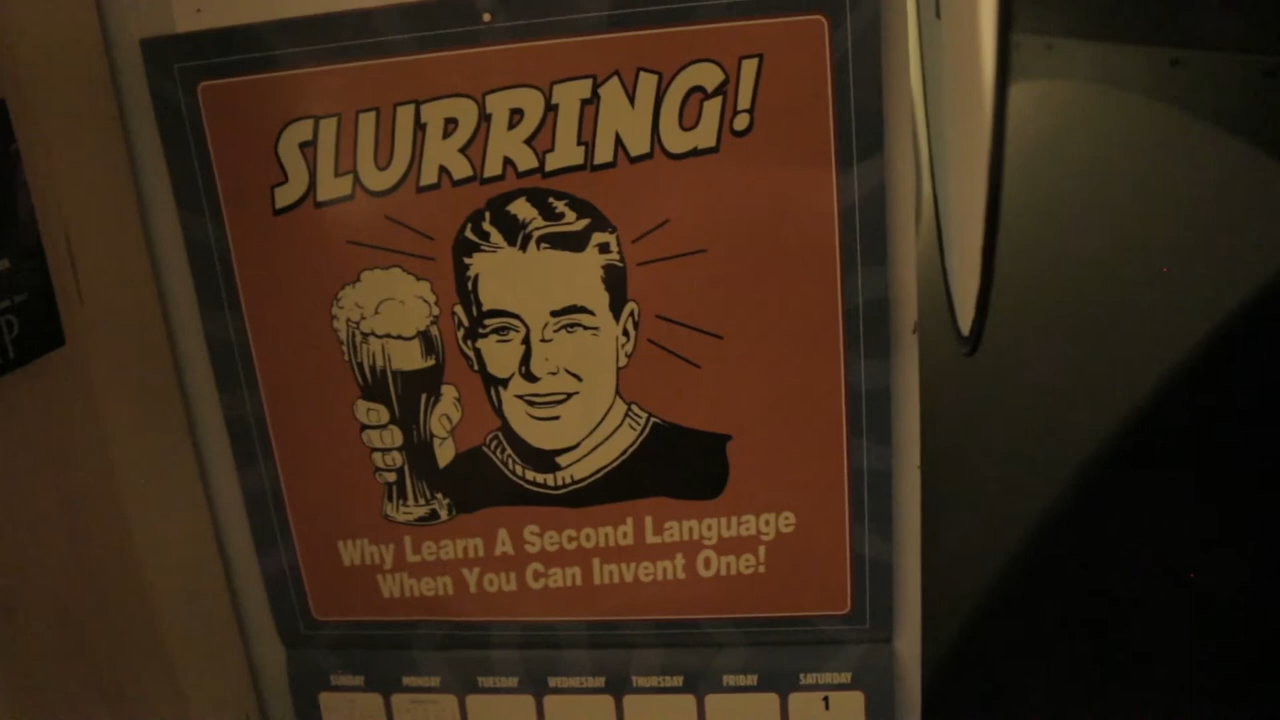 SLURRING!
Why Learn A Second Language
When You Can Invent One!
SUNDAY MONDAY TUESDAY WEDNESDAY THURSDAY FRIDAY SATURDAY
1
P